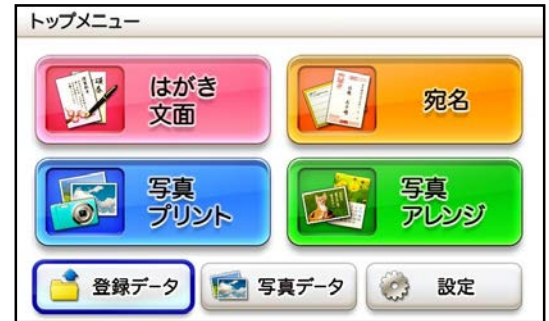 トップメニュー
はがき
文面
宛名
写真
プリント
写真
アレンジ
登録データ
写真データ
設定